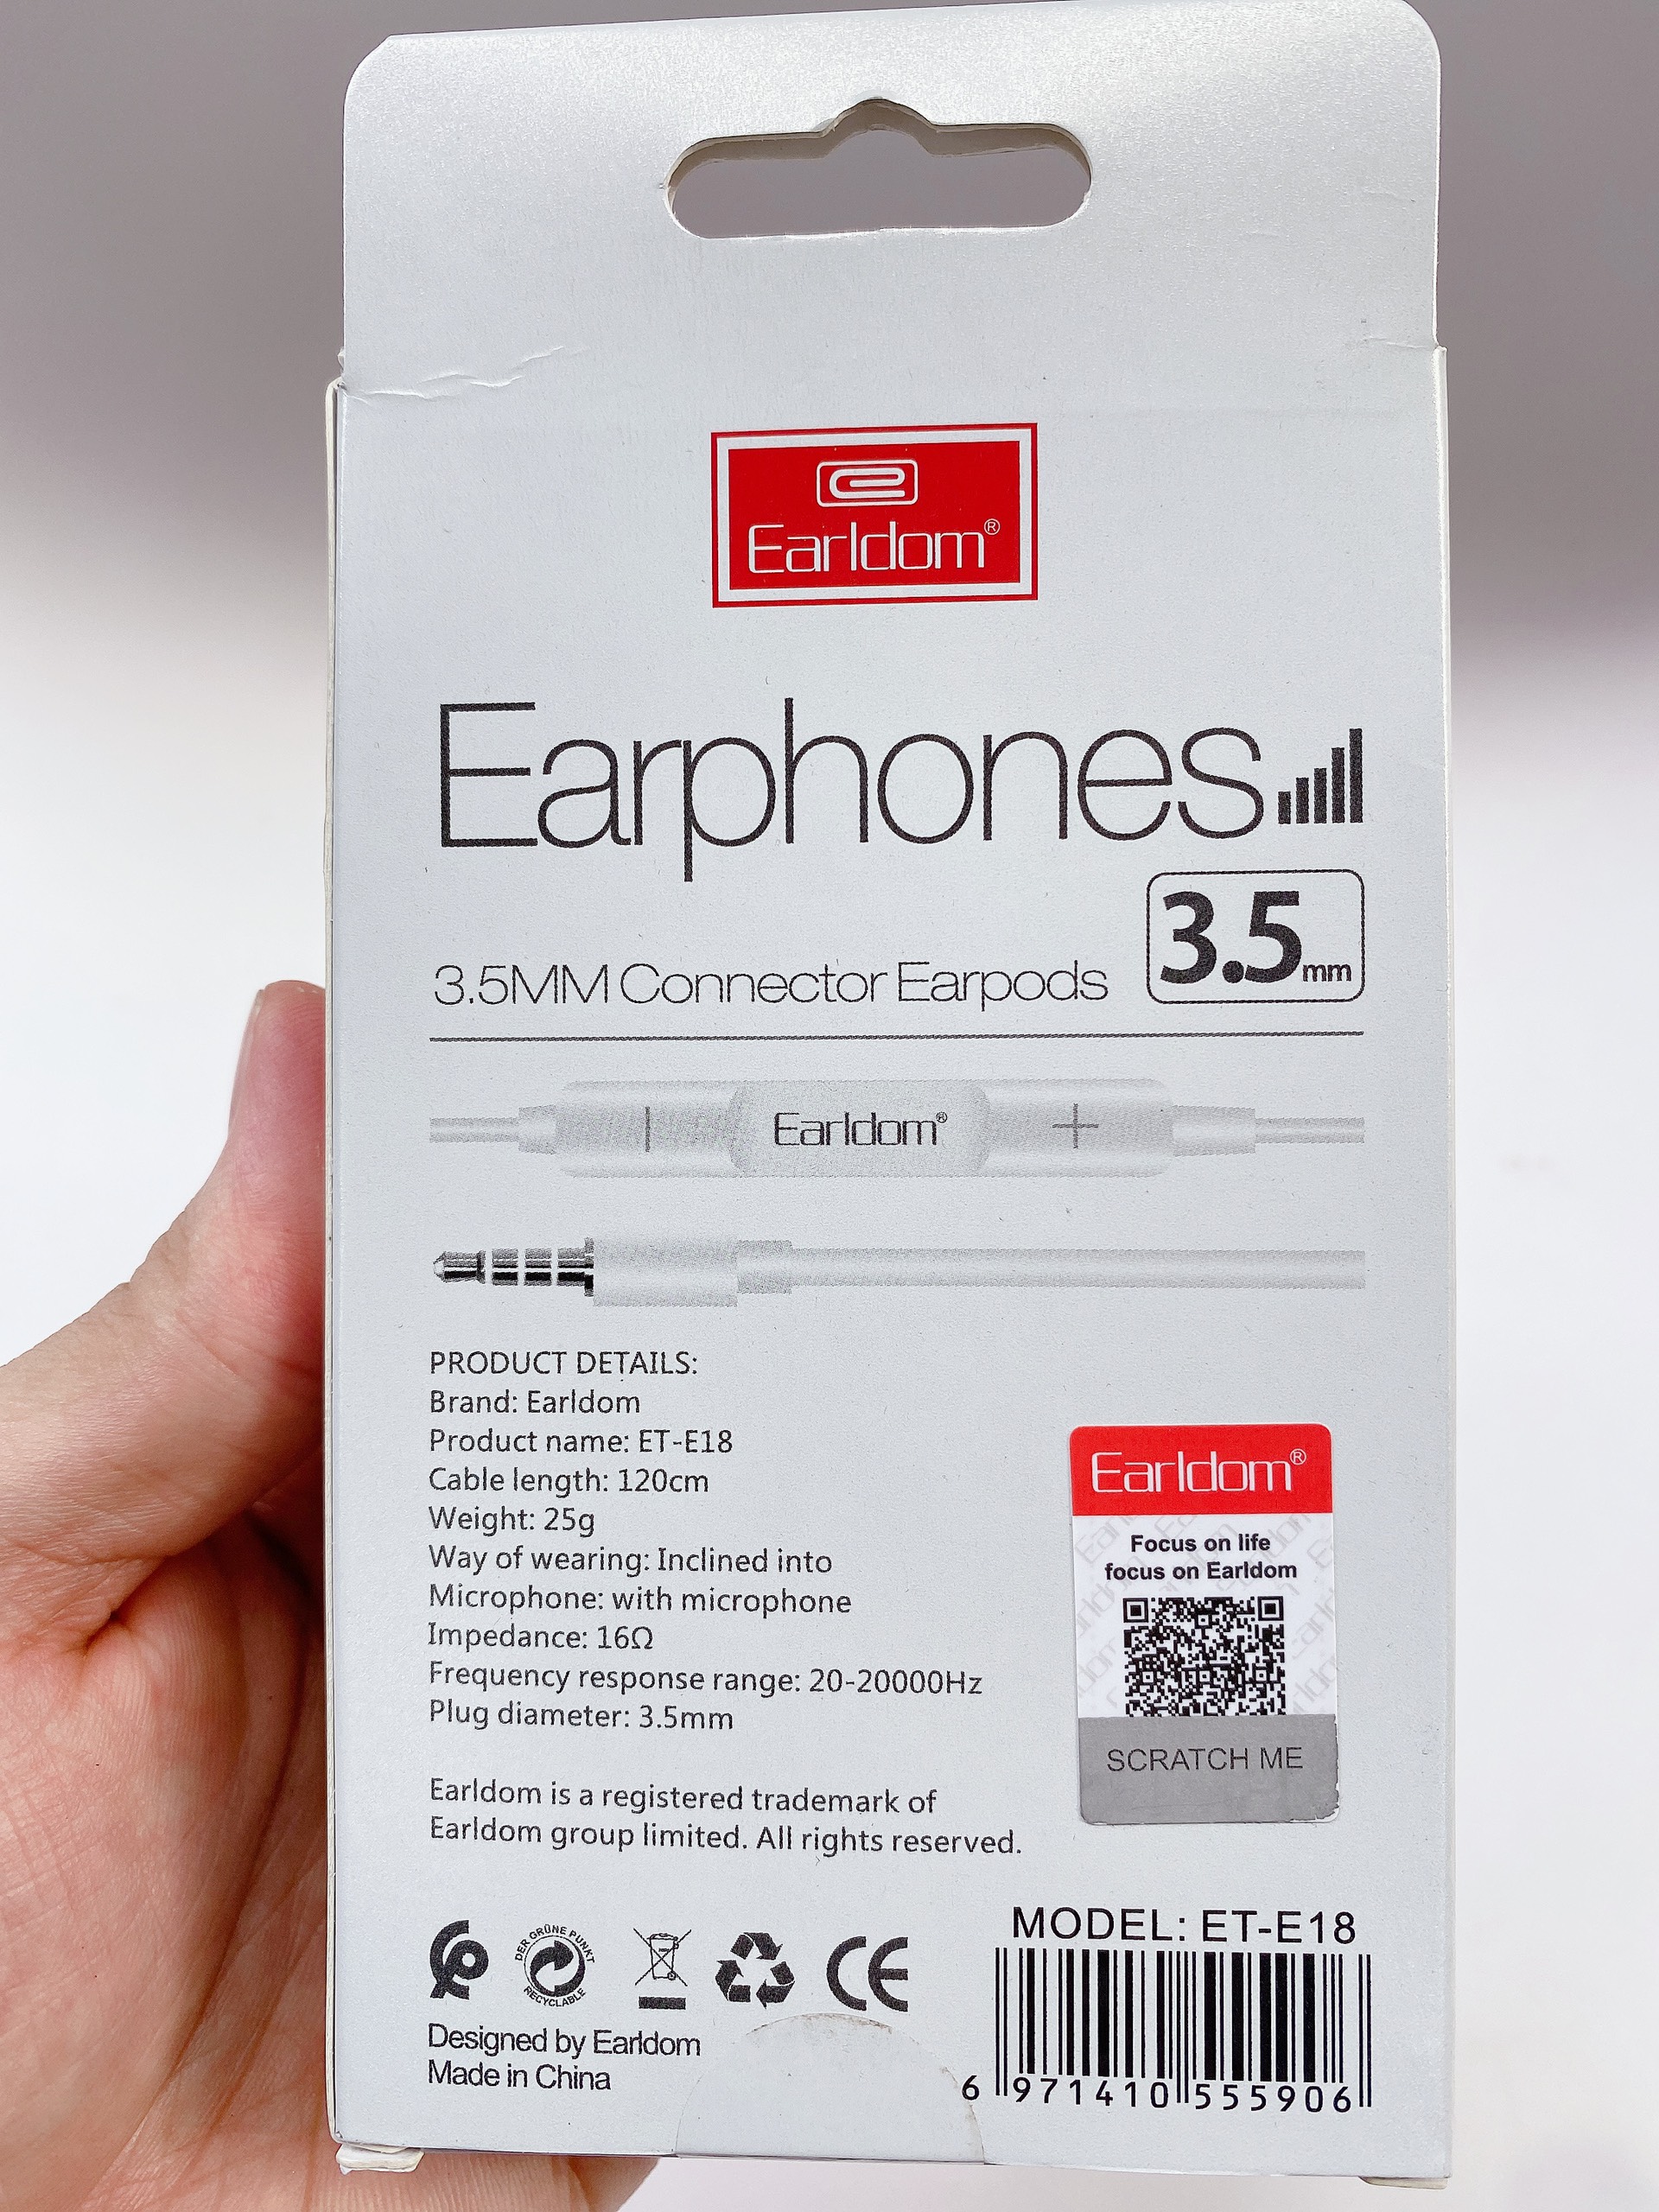 Earldom®
Earphones
3.5mm
3.5MM Connector Earpods
Earldom®
PRODUCT DETAILS:
Brand: Earldom
Product name: ET-E18
Cable length: 120cm
Weight: 25g
Way of wearing: Inclined into
Microphone: with microphone
Impedance: 16Ω
Frequency response range: 20-20000Hz
Plug diameter: 3.5mm
Earldom is a registered trademark of
Earldom group limited. All rights reserved.
Earldom®
Focus on life
focus on Earldom
SCRATCH ME
DER GRÜNE PUNKT
RECYCLABLE
CE
Designed by Earldom
Made in China
MODEL: ET-E18
6 971410 555906